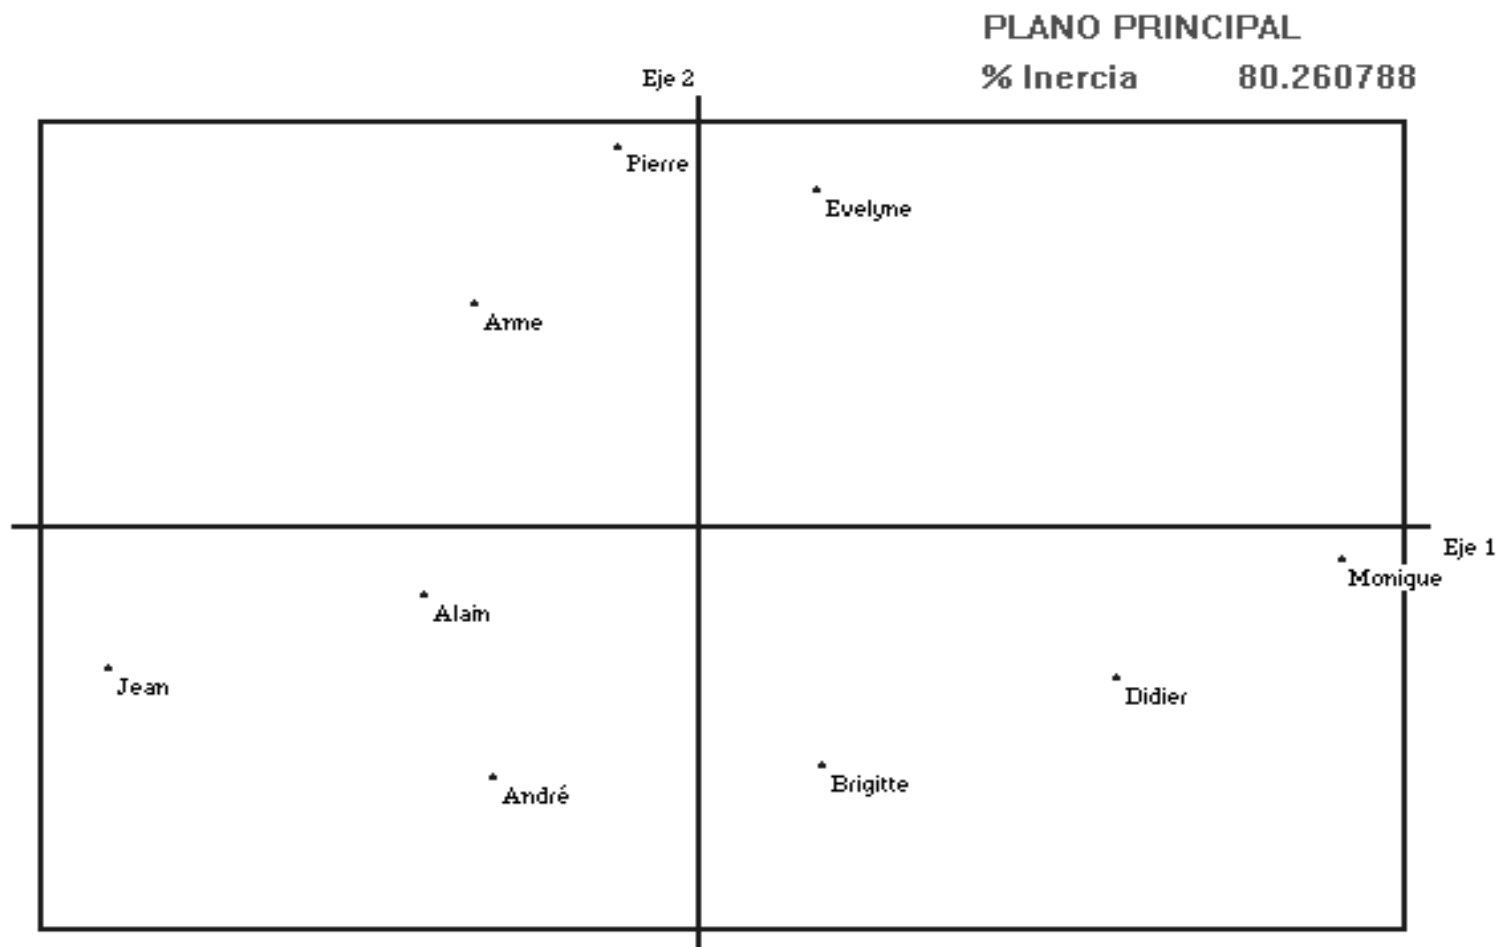 PLANO PRINCIPAL
% Inercia 80.260788
Eje 2
Pierre
Evelyne
Anne
Eje 1
Monique
Alain
Jean
Didier
Brigitte
André